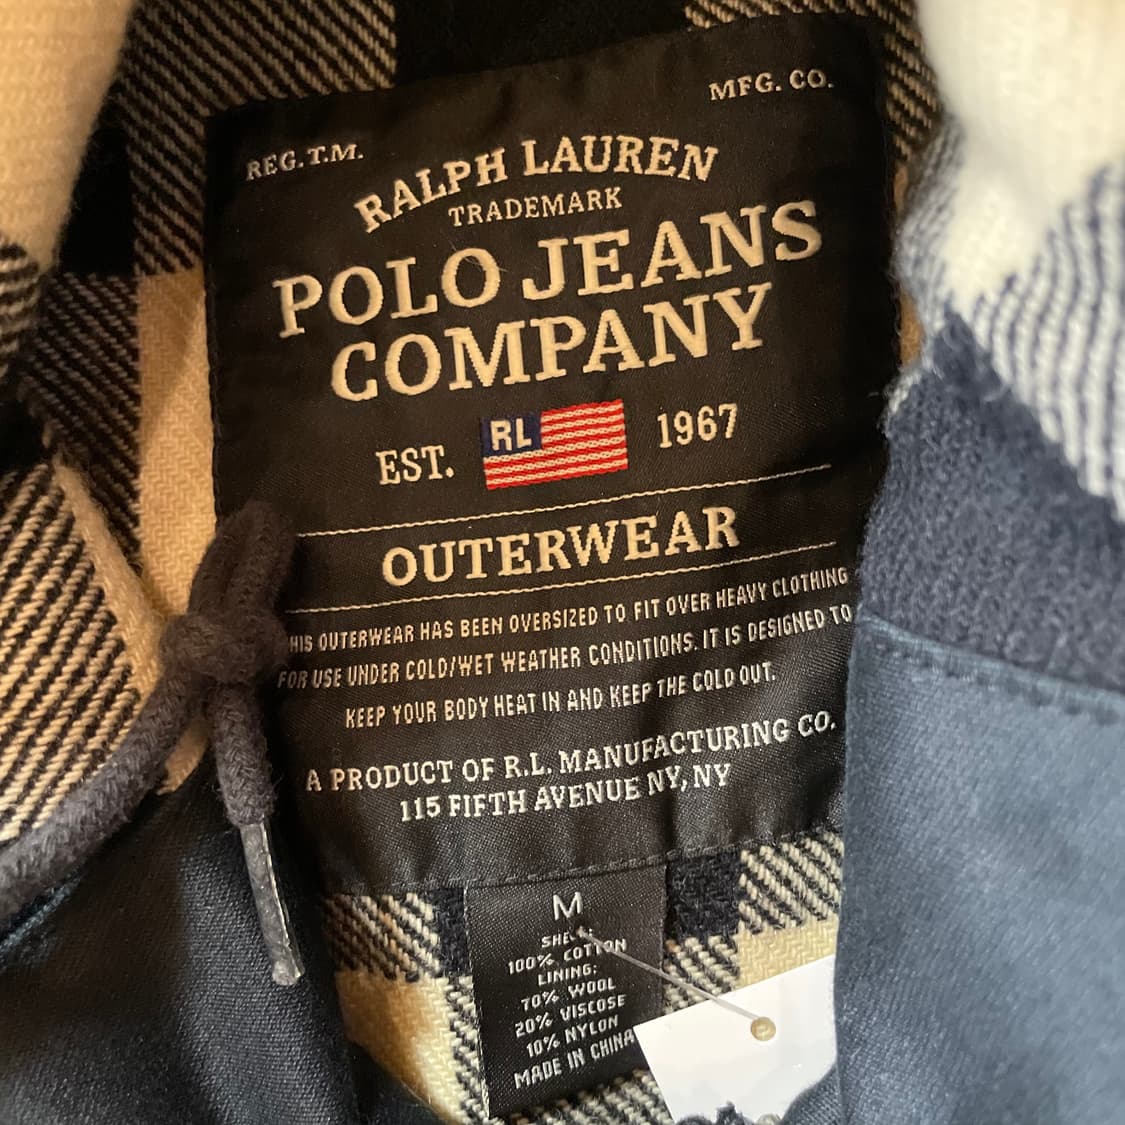 REG. T.M.
MFG. CO.
RALPH LAUREN
TRADEMARK
POLO JEANS
COMPANY
EST.
RL
1967
OUTERWEAR
HIS OUTERWEAR HAS BEEN OVERSIZED TO FIT OVER HEAVY CLOTHING
FOR USE UNDER COLD/WET WEATHER CONDITIONS. IT IS DESIGNED TO
KEEP YOUR BODY HEAT IN AND KEEP THE COLD OUT.
A PRODUCT OF R.L. MANUFACTURING CO.
115 FIFTH AVENUE NY, NY
M
SHELL:
100% COTTON
LINING:
70% WOOL
20% VISCOSE
10% NYLON
MADE IN CHINA